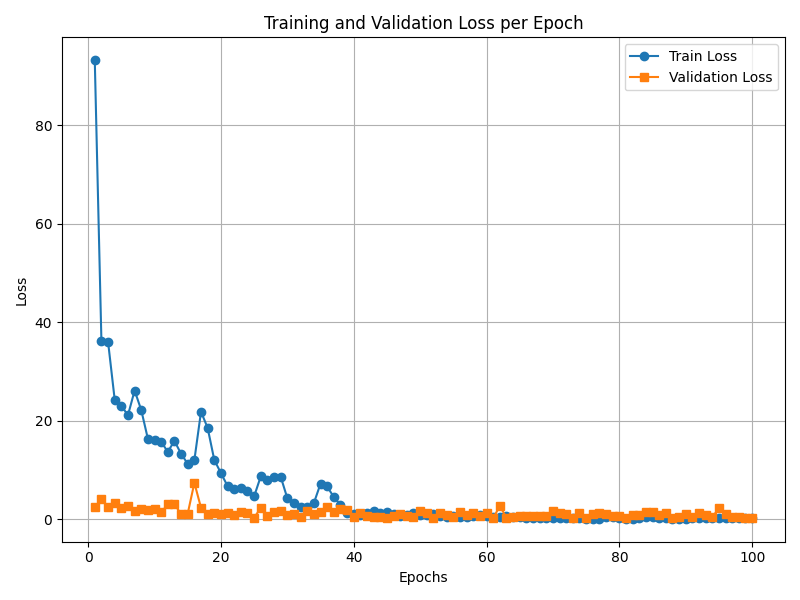 Training and Validation Loss per Epoch
Train Loss
Validation Loss
Loss
80
60
40
20
0
0 20 40 60 80 100
Epochs